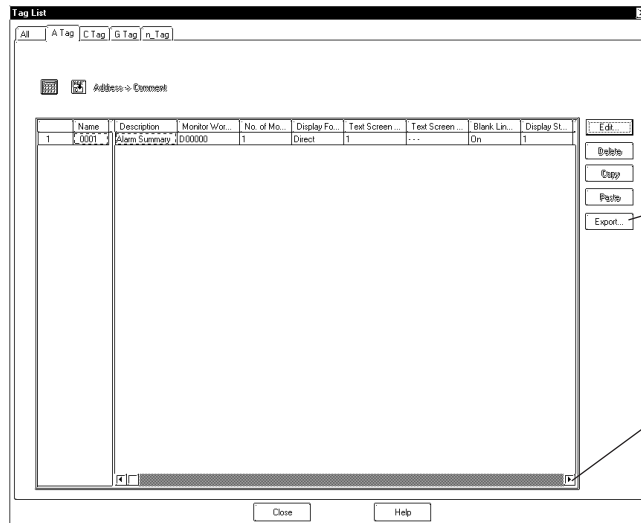 Tag List
All A Tag C Tag G Tag n_Tag
Address -> Comment
Name Description Monitor Wor... No. of Mo... Display Fo... Text Screen ... Text Screen ... Blank Lin... Display St...
1 _0001 Alarm Summary D00000 1 Direct 1 --- On 1
Edit...
Delete
Copy
Paste
Export...
Close Help